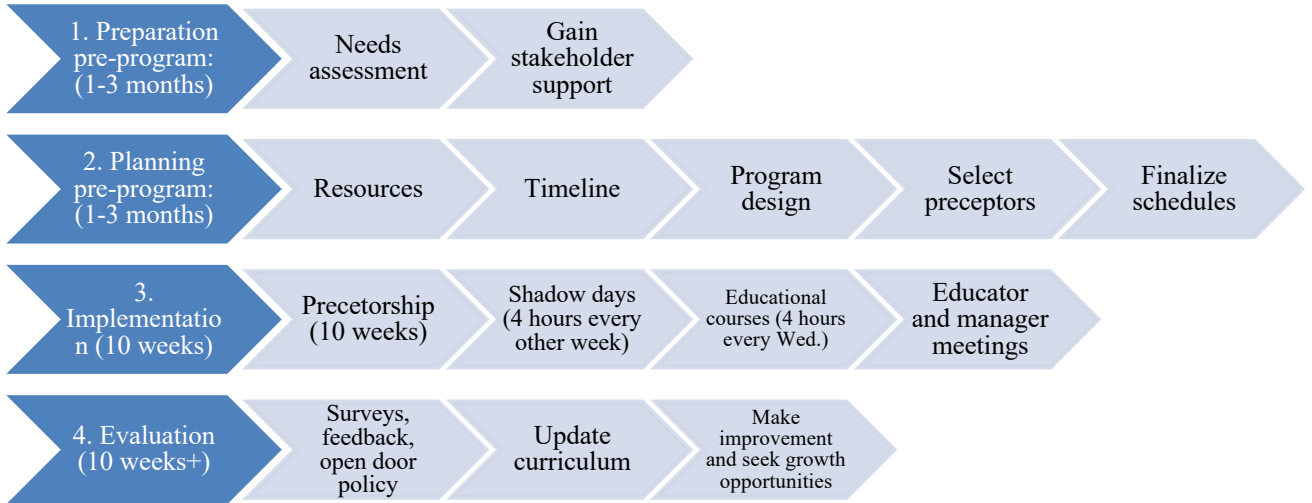 1. Preparation
pre-program:
(1-3 months)
Needs
assessment
Gain
stakeholder
support
2. Planning
pre-program:
(1-3 months)
Resources
Timeline
Program
design
Select
preceptors
Finalize
schedules
3.
Implementatio
n (10 weeks)
Precetorship
(10 weeks)
Shadow days
(4 hours every
other week)
Educational
courses (4 hours
every Wed.)
Educator
and manager
meetings
4. Evaluation
(10 weeks+)
Surveys,
feedback,
open door
policy
Update
curriculum
Make
improvement
and seek growth
opportunities